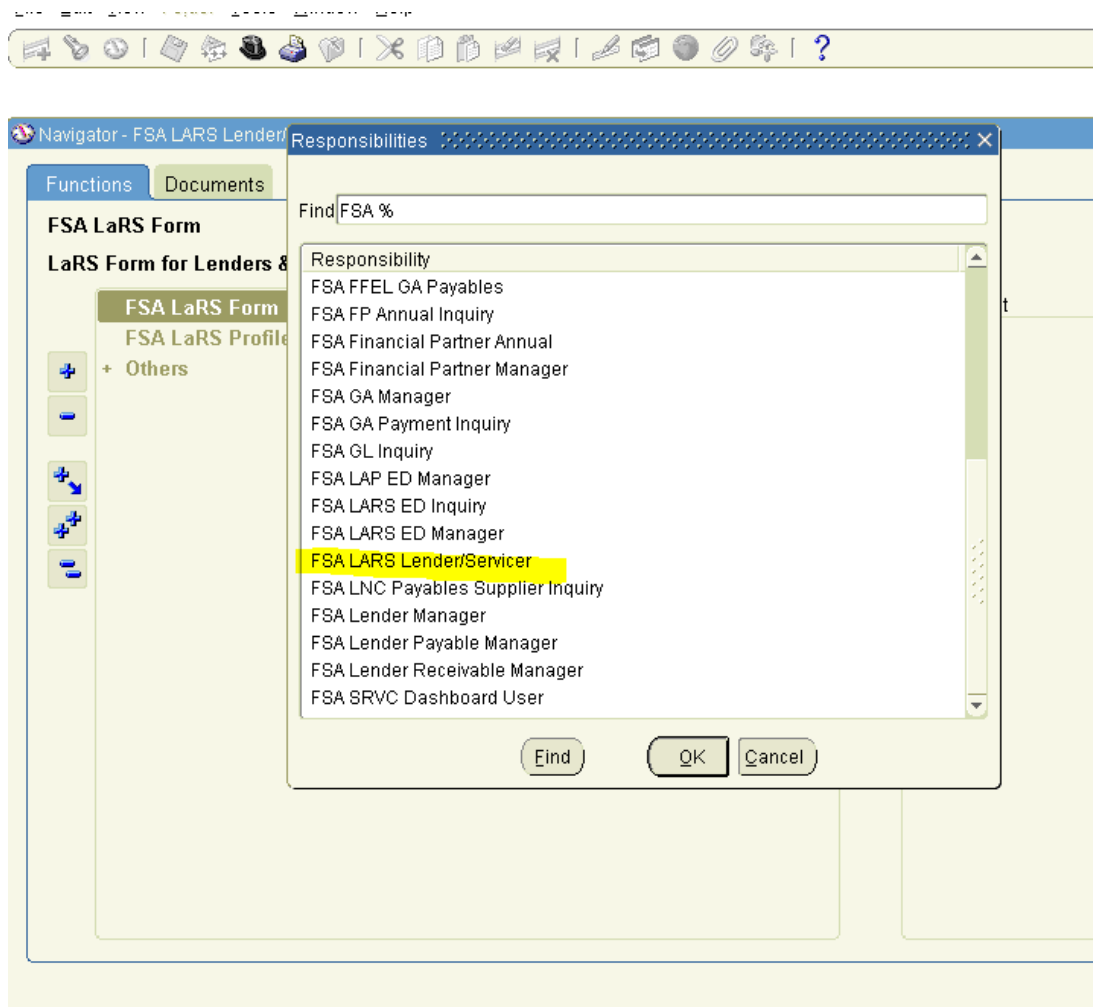 Navigator - FSA LARS Lender/
Responsibilities
Functions
Documents
Find FSA %
FSA LaRS Form
LaRS Form for Lenders &
FSA LaRS Form
FSA LaRS Profile
+ Others
Responsibility
FSA FFEL GA Payables
FSA FP Annual Inquiry
FSA Financial Partner Annual
FSA Financial Partner Manager
FSA GA Manager
FSA GA Payment Inquiry
FSA GL Inquiry
FSA LAP ED Manager
FSA LARS ED Inquiry
FSA LARS ED Manager
FSA LARS Lender/Servicer
FSA LNC Payables Supplier Inquiry
FSA Lender Manager
FSA Lender Payable Manager
FSA Lender Receivable Manager
FSA SRVC Dashboard User
t
Find
OK
Cancel